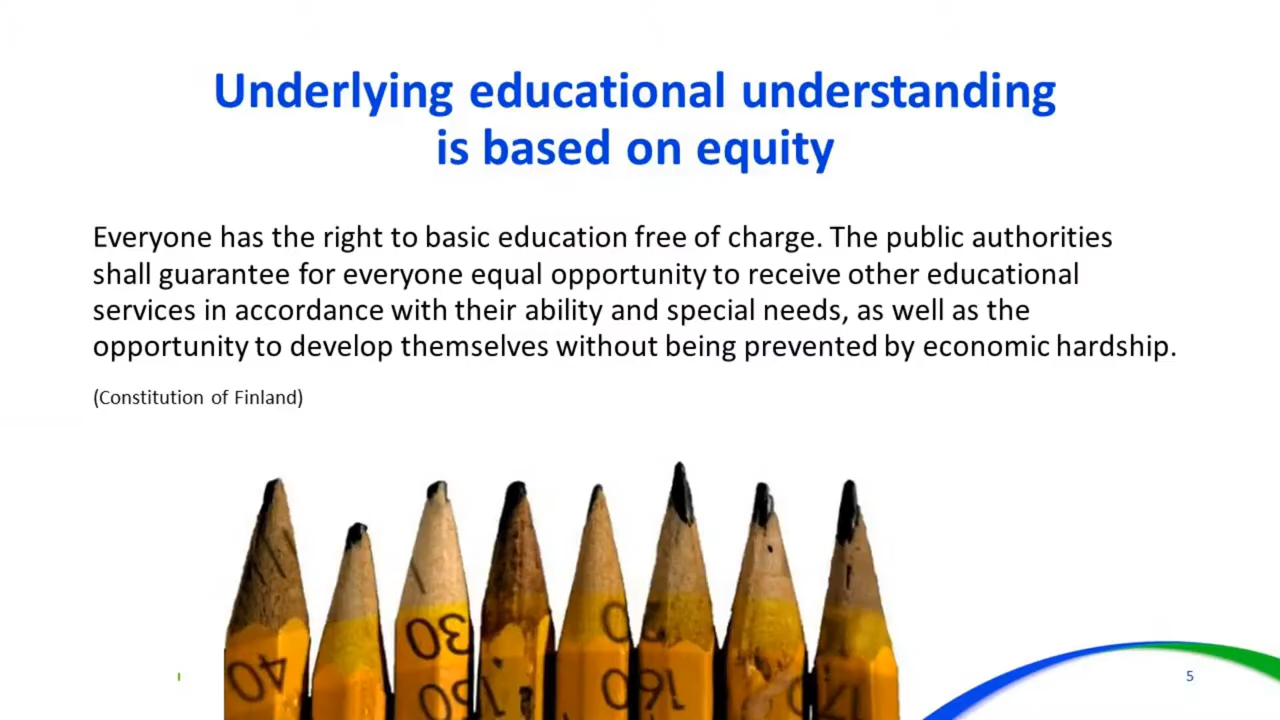 Underlying educational understanding
is based on equity
Everyone has the right to basic education free of charge. The public authorities
shall guarantee for everyone equal opportunity to receive other educational
services in accordance with their ability and special needs, as well as the
opportunity to develop themselves without being prevented by economic hardship.
(Constitution of Finland)
40
30
160
5